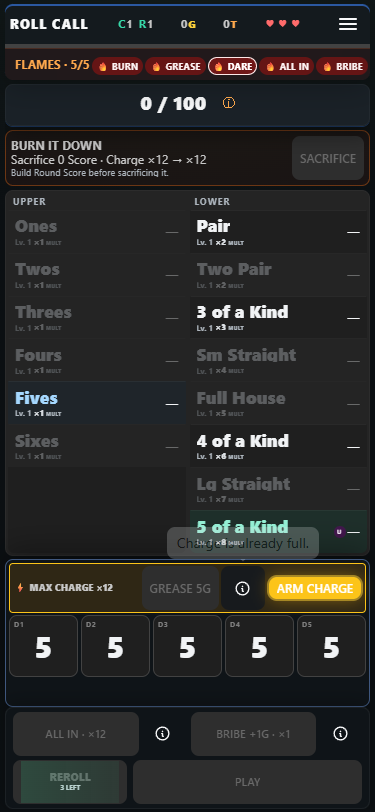 ROLL CALL C1 R1 0G 0T
FLAMES · 5/5 BURN GREASE DARE ALL IN BRIBE
0 / 100
BURN IT DOWN
Sacrifice 0 Score · Charge ×12 → ×12
Build Round Score before sacrificing it.
SACRIFICE
UPPER
Ones —
Lv. 1 ×1 MULT
Twos —
Lv. 1 ×1 MULT
Threes —
Lv. 1 ×1 MULT
Fours —
Lv. 1 ×1 MULT
Fives —
Lv. 1 ×1 MULT
Sixes —
Lv. 1 ×1 MULT
LOWER
Pair —
Lv. 1 ×2 MULT
Two Pair —
Lv. 1 ×2 MULT
3 of a Kind —
Lv. 1 ×3 MULT
Sm Straight —
Lv. 1 ×4 MULT
Full House —
Lv. 1 ×5 MULT
4 of a Kind —
Lv. 1 ×6 MULT
Lg Straight —
Lv. 1 ×7 MULT
5 of a Kind U —
Lv. 1 ×8 MULT
Charge is already full.
MAX CHARGE ×12 GREASE 5G ARM CHARGE
D1 D2 D3 D4 D5
5 5 5 5 5
ALL IN · ×12 BRIBE +1G · ×1
REROLL
3 LEFT
PLAY